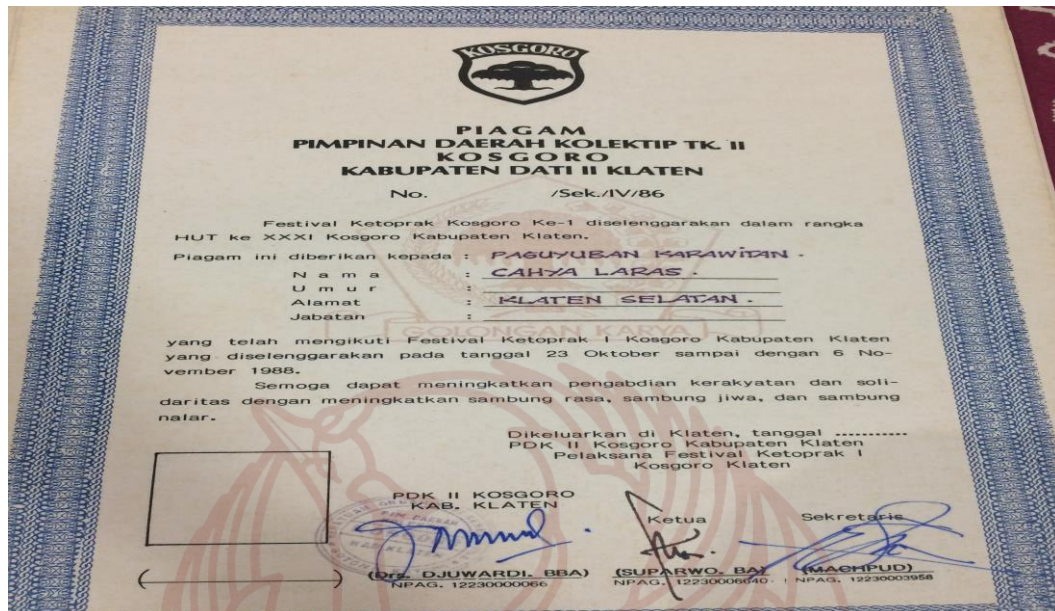 KOSGORO
PIAGAM
PIMPINAN DAERAH KOLEKTIP TK. II
KOSGORO
KABUPATEN DATI II KLATEN
No. /Sek./IV/86
Festival Ketoprak Kosgoro Ke-1 diselenggarakan dalam rangka
HUT ke XXXI Kosgoro Kabupaten Klaten.
Piagam ini diberikan kepada : PAGUYUBAN KARAWITAN.
Nama : CAHYA LARAS.
Umur :
Alamat : KLATEN SELATAN.
Jabatan :
GOLONGAN KARYA
yang telah mengikuti Festival Ketoprak I Kosgoro Kabupaten Klaten
yang diselenggarakan pada tanggal 23 Oktober sampai dengan 6 No-
vember 1988.
Semoga dapat meningkatkan pengabdian kerakyatan dan soli-
daritas dengan meningkatkan sambung rasa, sambung jiwa, dan sambung
nalar.
Dikeluarkan di Klaten, tanggal ..........
PDK II Kosgoro Kabupaten Klaten
Pelaksana Festival Ketoprak I
Kosgoro Klaten
PDK II KOSGORO
KAB. KLATEN
Ketua
Sekretaris
(Drs. DJUWARDI. BBA)
NPAG. 12230000066
(SUPARWO. BA)
NPAG. 12230006640
(MACHPUD)
NPAG. 12230003958